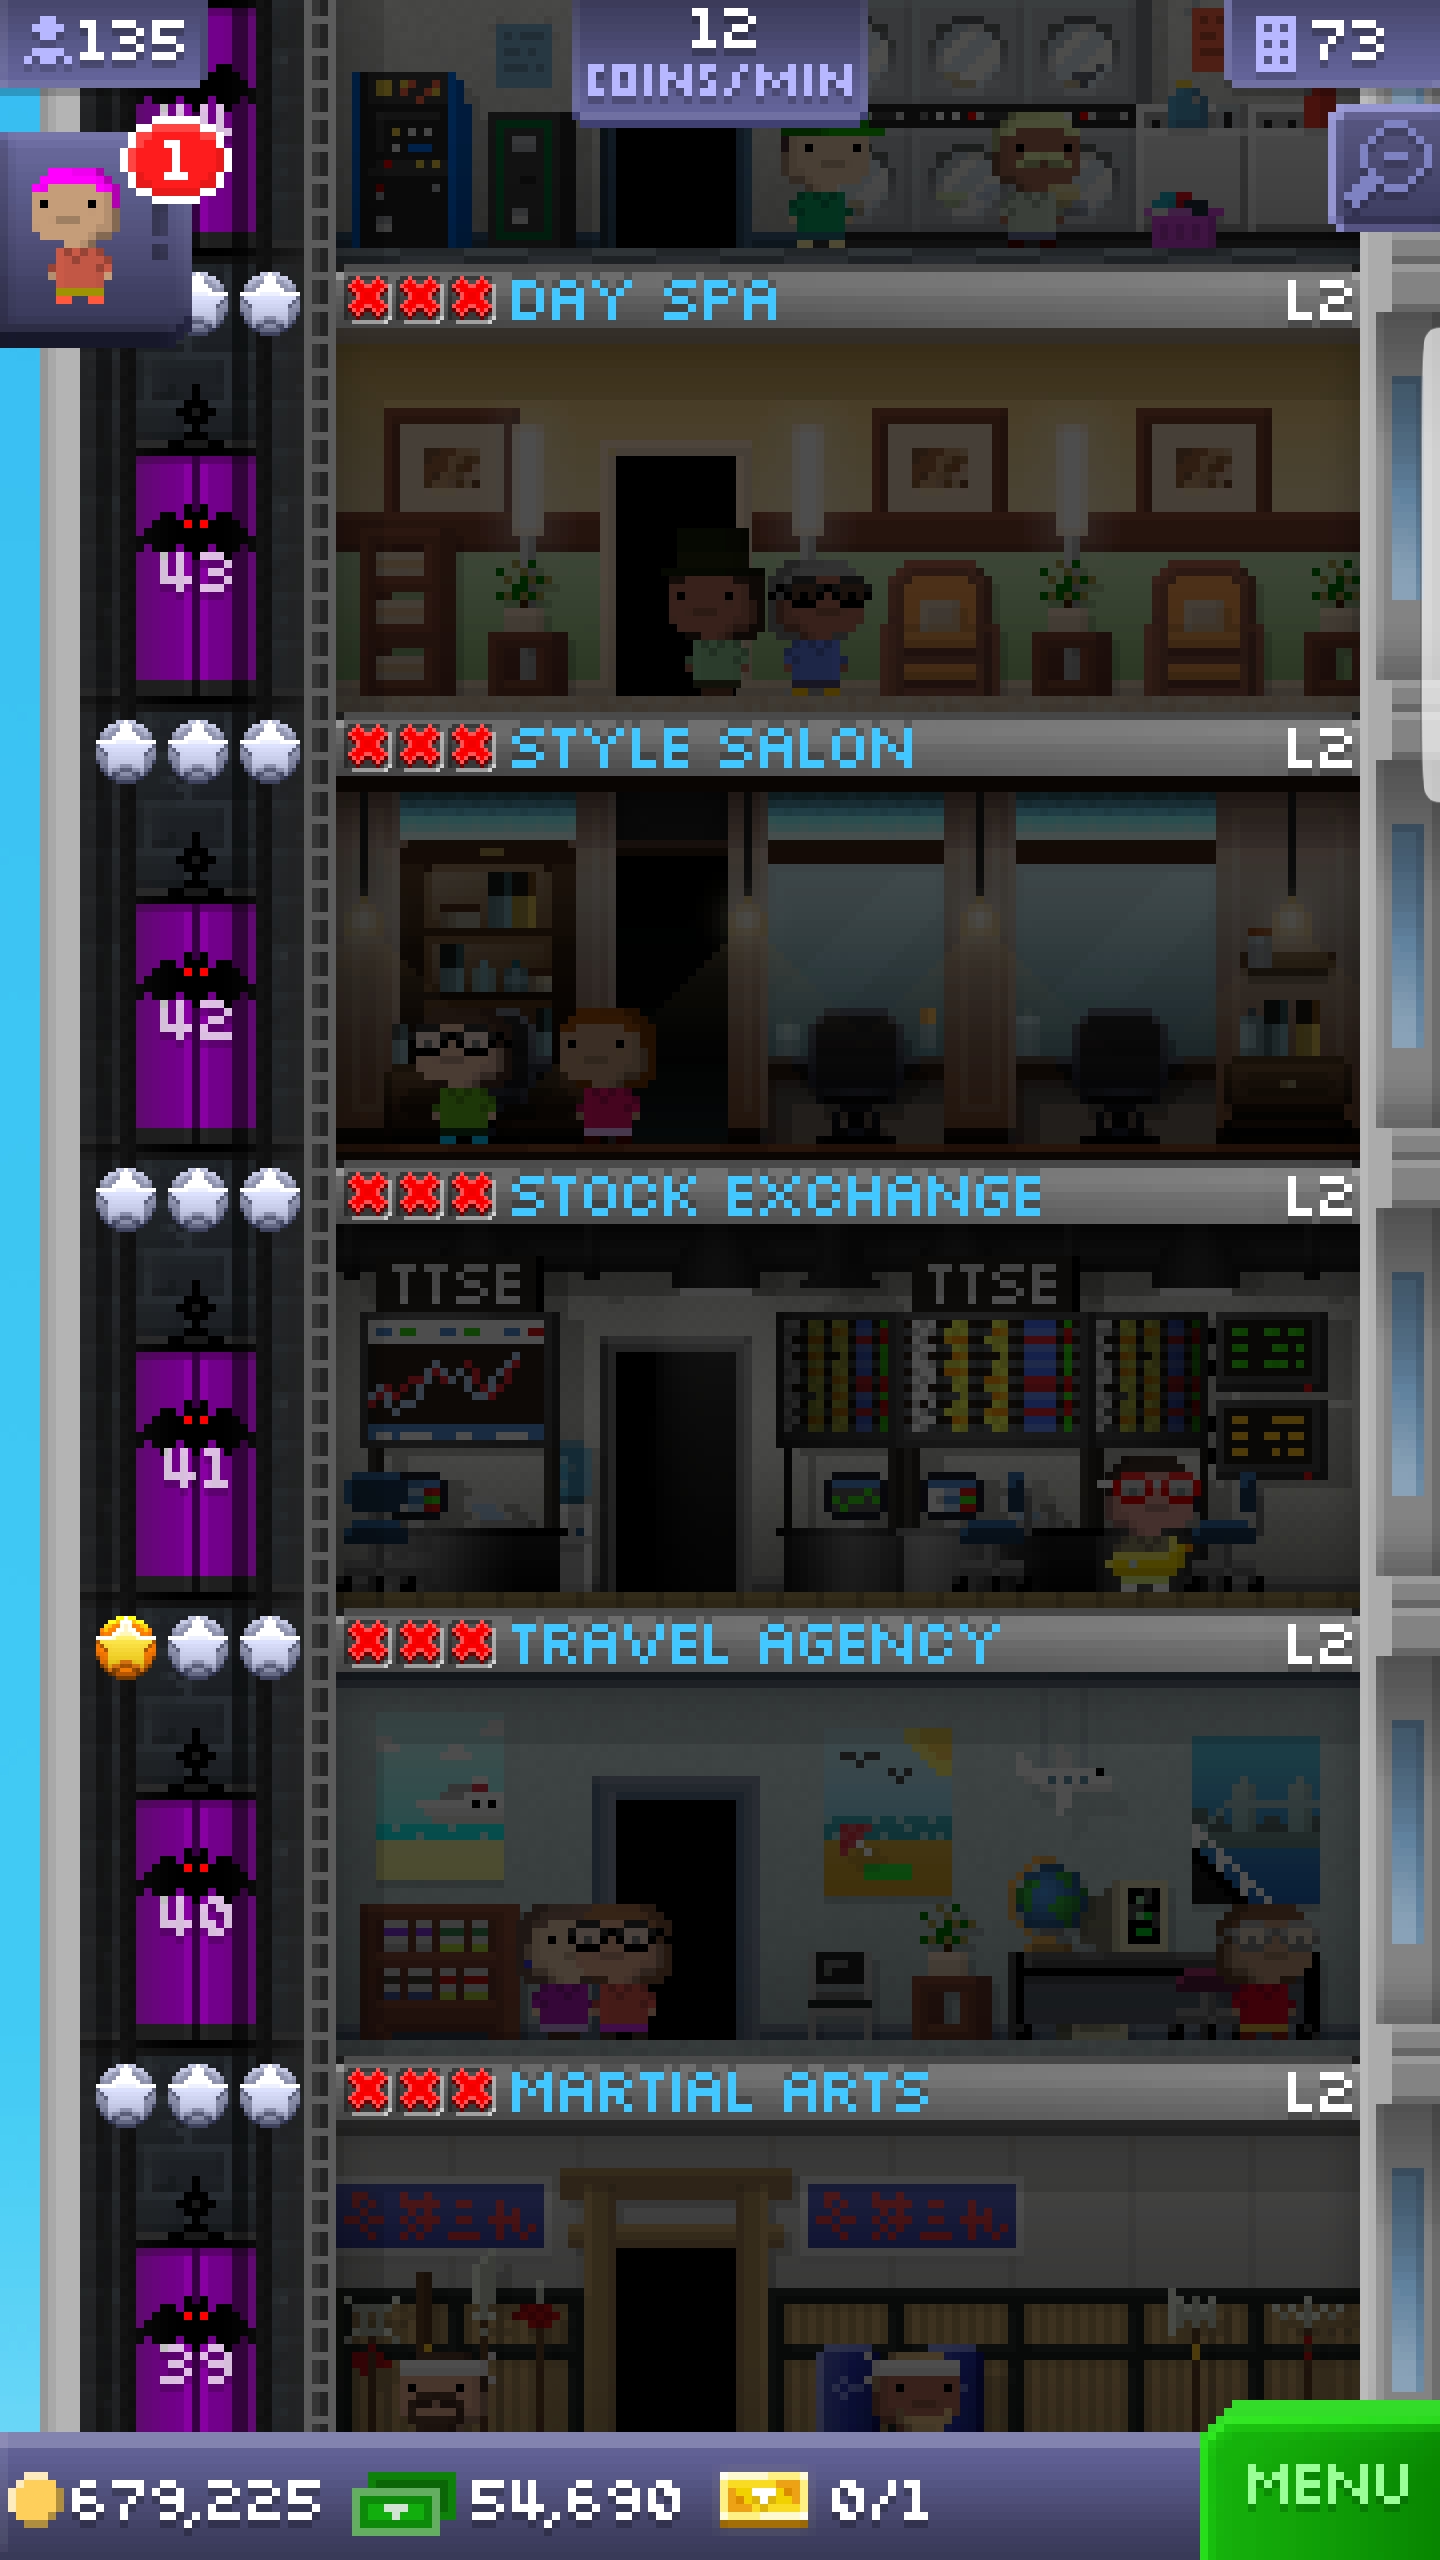 135
12
COINS/MIN
73
1
DAY SPA
L2
43
STYLE SALON
L2
42
STOCK EXCHANGE
L2
TTSE
TTSE
41
TRAVEL AGENCY
L2
40
MARTIAL ARTS
L2
39
679,225
54,690
0/1
MENU